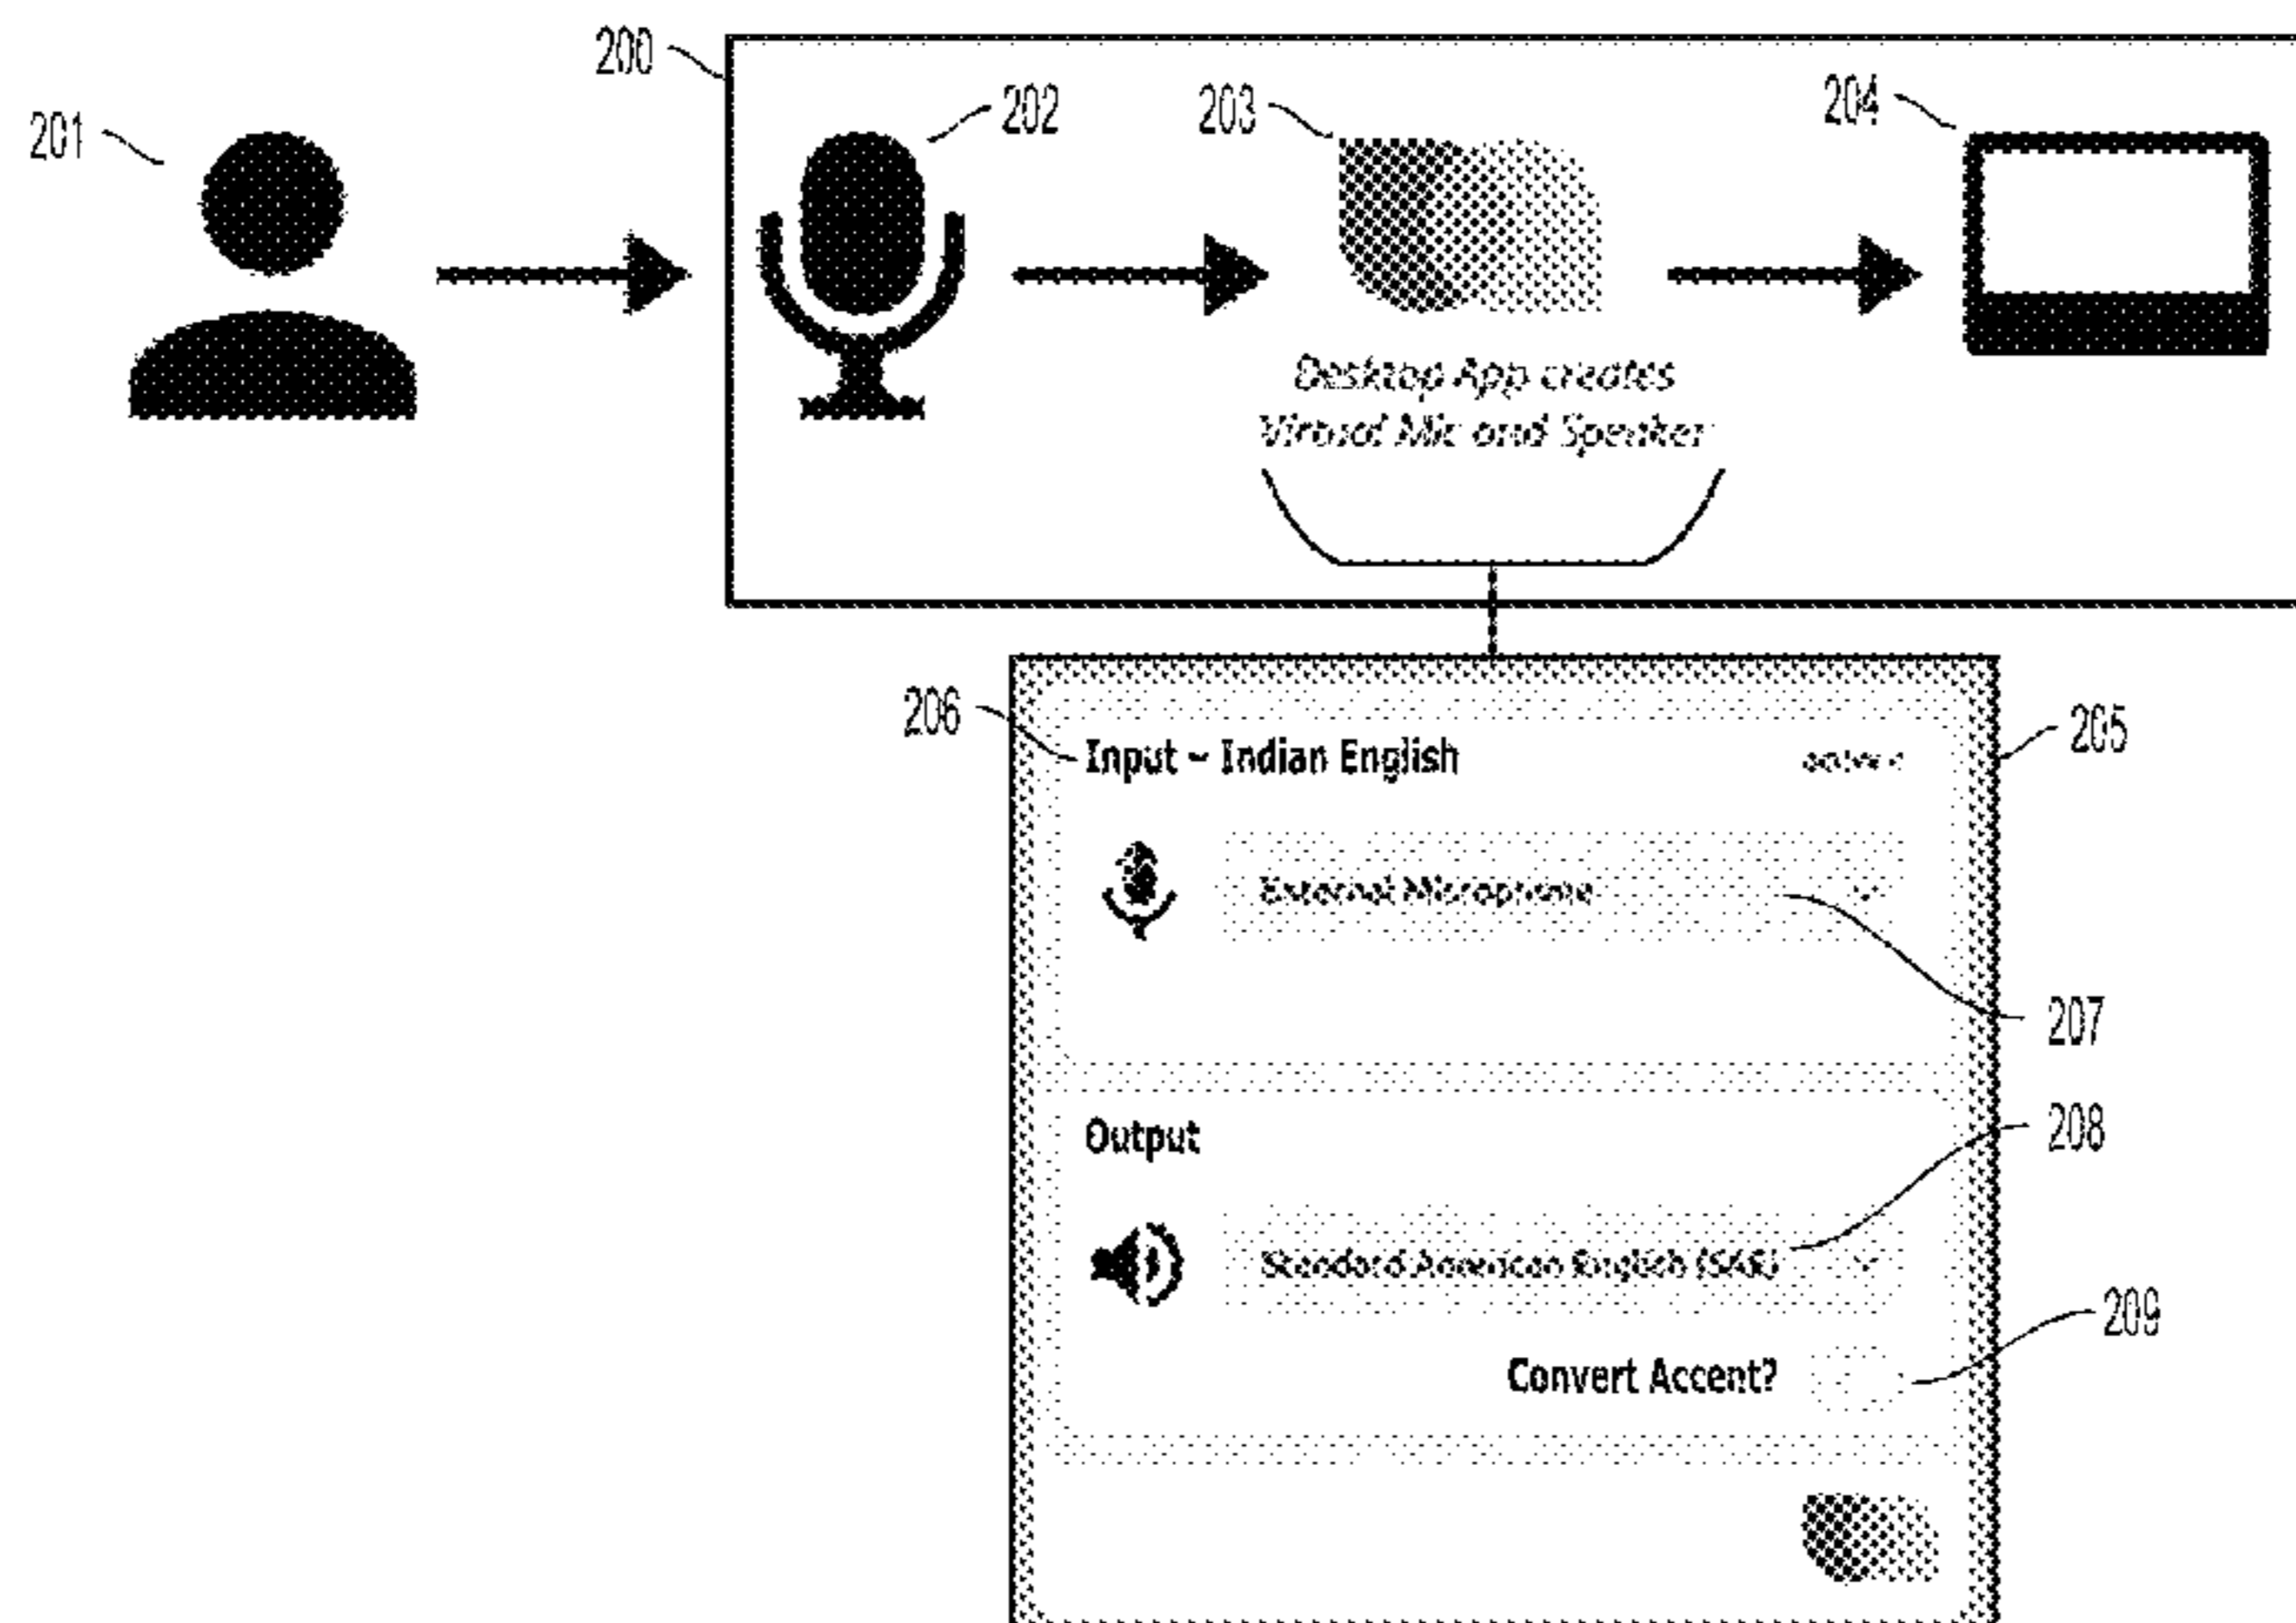 200
201
202
203
204
Desktop App creates
Virtual Mic and Speaker
206
205
Input – Indian English
External Microphone
207
Output
208
Standard American English (SAE)
209
Convert Accent?